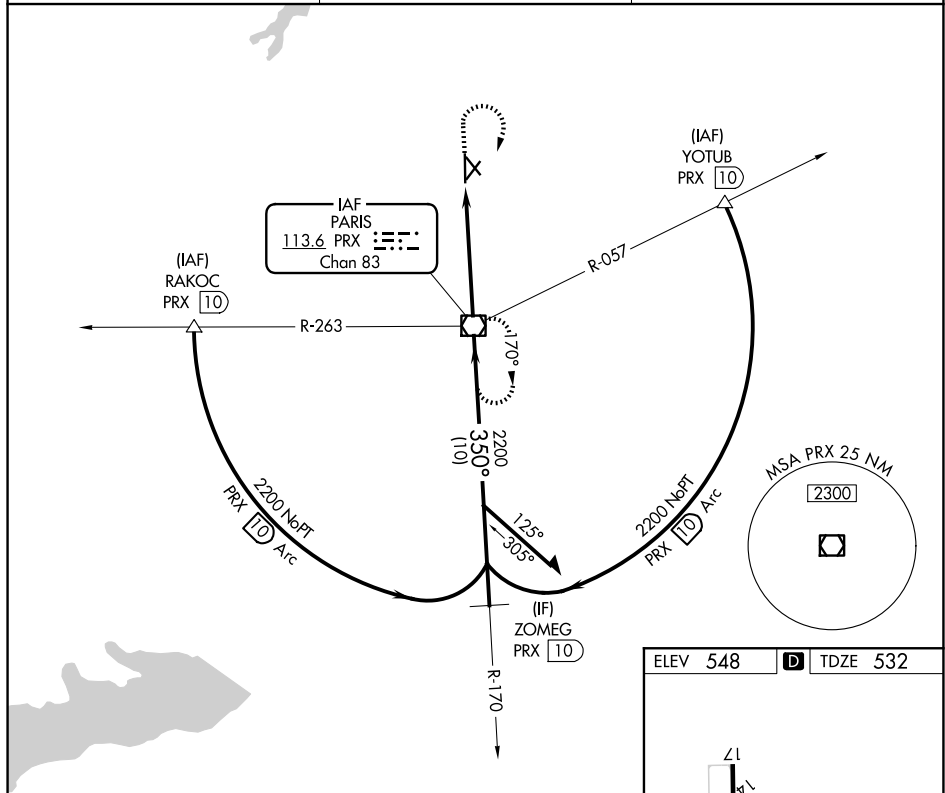 (IAF)
YOTUB
PRX 10
IAF
PARIS
113.6 PRX
Chan 83
(IAF)
RAKOC
PRX 10
R-057
R-263
170°
2200
350°
(10)
MSA PRX 25 NM
2300
2200 NoPT
PRX 10 Arc
2200 NoPT
PRX 10 Arc
125°
305°
(IF)
ZOMEG
PRX 10
R-170
ELEV 548 D TDZE 532
17